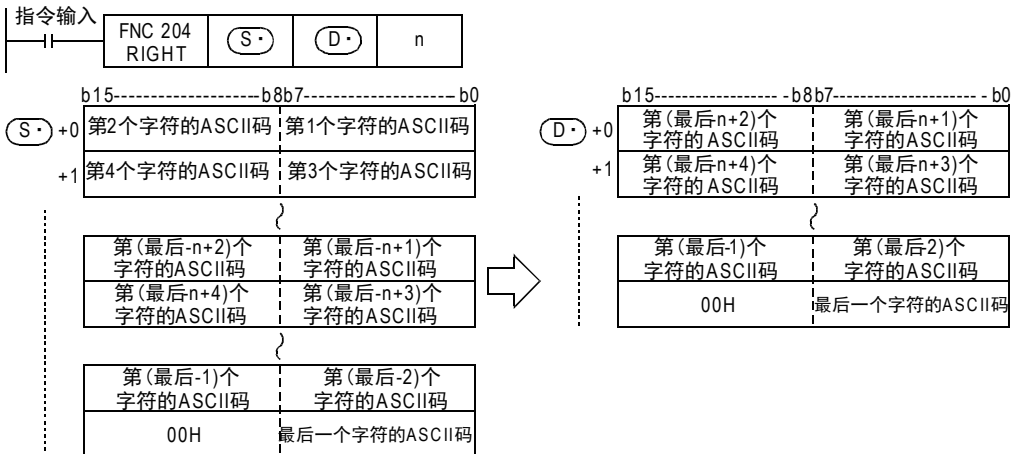 指令输入
FNC 204
RIGHT
S·
D·
n
b15--------------------b8b7---------------------b0
S· +0
第2个字符的ASCII码
第1个字符的ASCII码
+1
第4个字符的ASCII码
第3个字符的ASCII码
第(最后-n+2)个
字符的ASCII码
第(最后-n+1)个
字符的ASCII码
第(最后n+4)个
字符的ASCII码
第(最后-n+3)个
字符的ASCII码
第(最后-1)个
字符的ASCII码
第(最后-2)个
字符的ASCII码
00H
最后一个字符的ASCII码
b15----------------- -b8b7--------------------- - b0
D· +0
第(最后n+2)个
字符的ASCII码
第(最后n+1)个
字符的ASCII码
+1
第(最后n+4)个
字符的ASCII码
第(最后n+3)个
字符的ASCII码
第(最后-1)个
字符的ASCII码
第(最后-2)个
字符的ASCII码
00H
最后一个字符的ASCII码